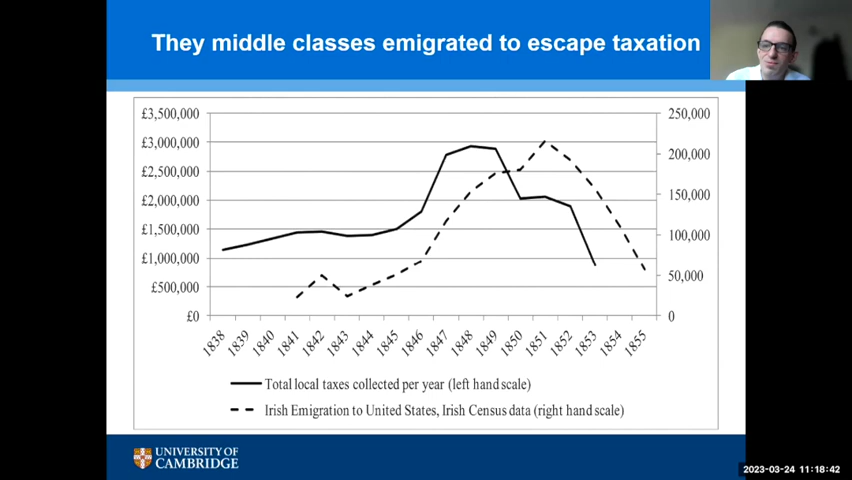 They middle classes emigrated to escape taxation
£3,500,000
£3,000,000
£2,500,000
£2,000,000
£1,500,000
£1,000,000
£500,000
£0
250,000
200,000
150,000
100,000
50,000
0
1838 1839 1840 1841 1842 1843 1844 1845 1846 1847 1848 1849 1850 1851 1852 1853 1854 1855
Total local taxes collected per year (left hand scale)
Irish Emigration to United States, Irish Census data (right hand scale)
UNIVERSITY OF
CAMBRIDGE
2023-03-24 11:18:42